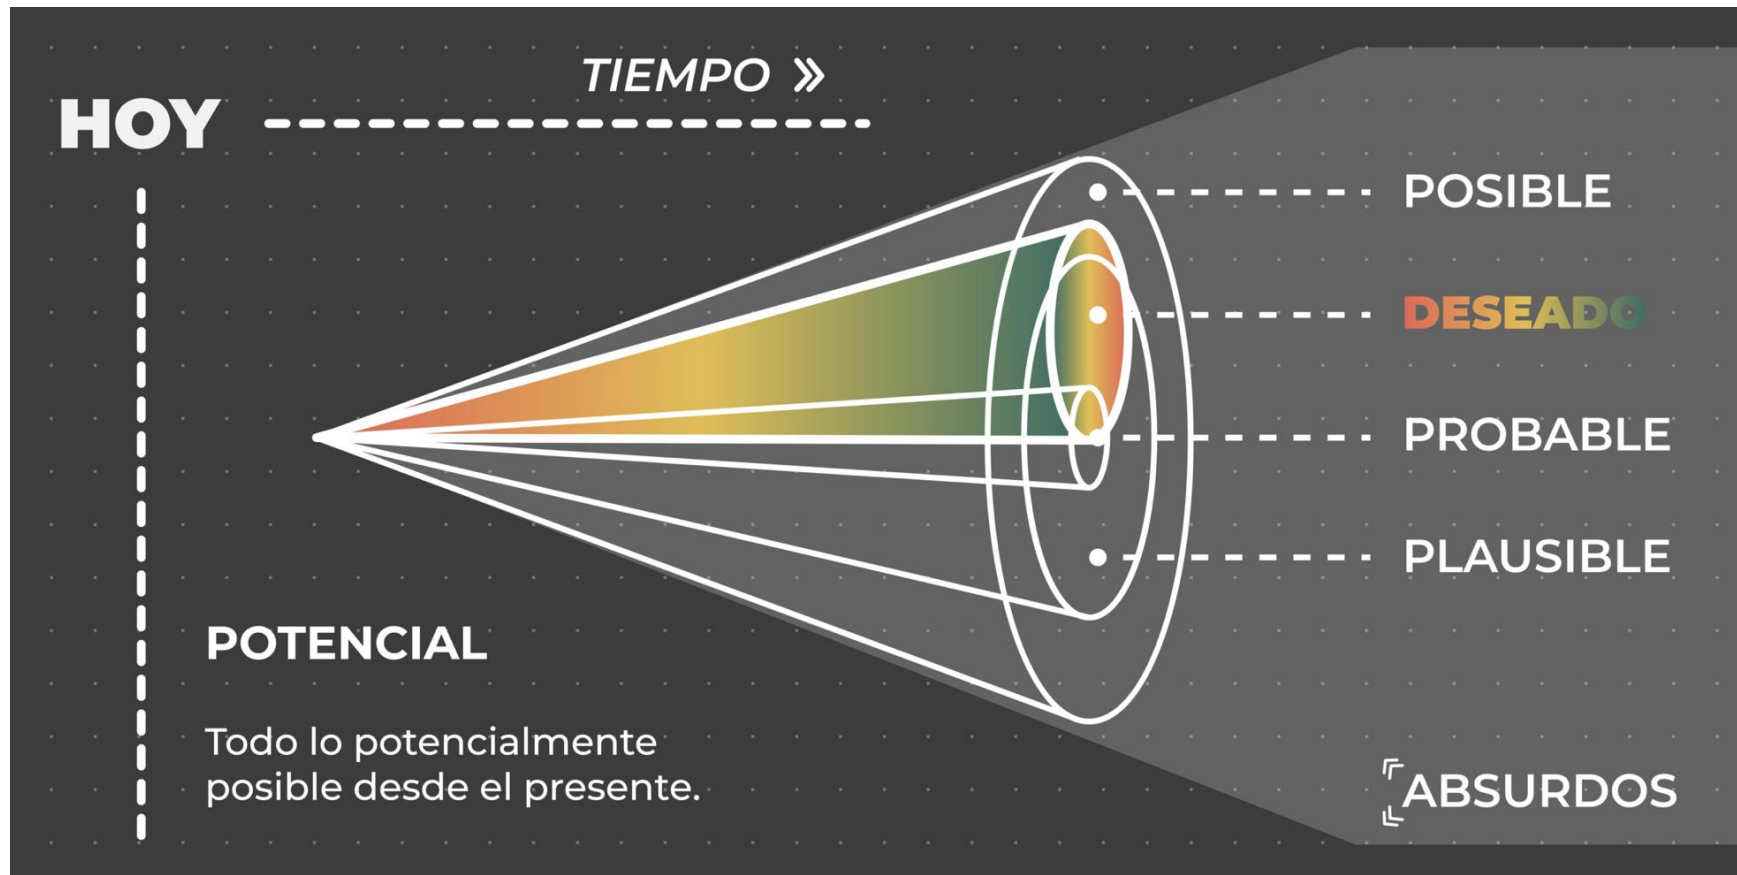 TIEMPO »
HOY
POSIBLE
DESEADO
PROBABLE
PLAUSIBLE
POTENCIAL
Todo lo potencialmente
posible desde el presente.
ABSURDOS